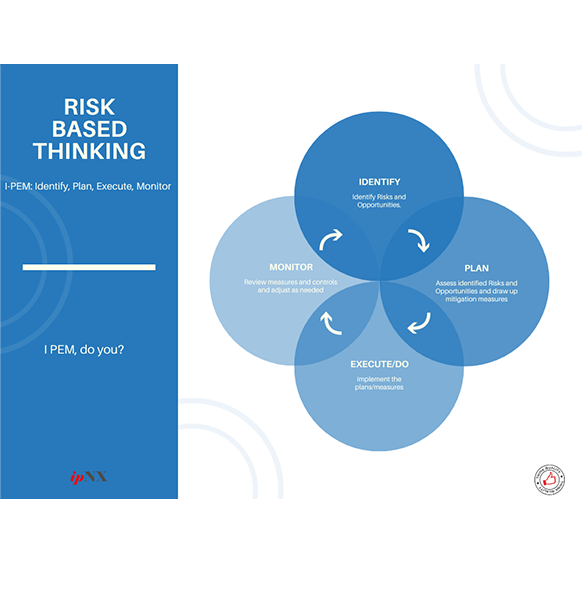 RISK
BASED
THINKING
I-PEM: Identify, Plan, Execute, Monitor
I PEM, do you?
ipNX
IDENTIFY
Identify Risks and
Opportunities.
MONITOR
Review measures and controls
and adjust as needed
PLAN
Assess identified Risks and
Opportunities and draw up
mitigation measures
EXECUTE/DO
Implement the
plans/measures